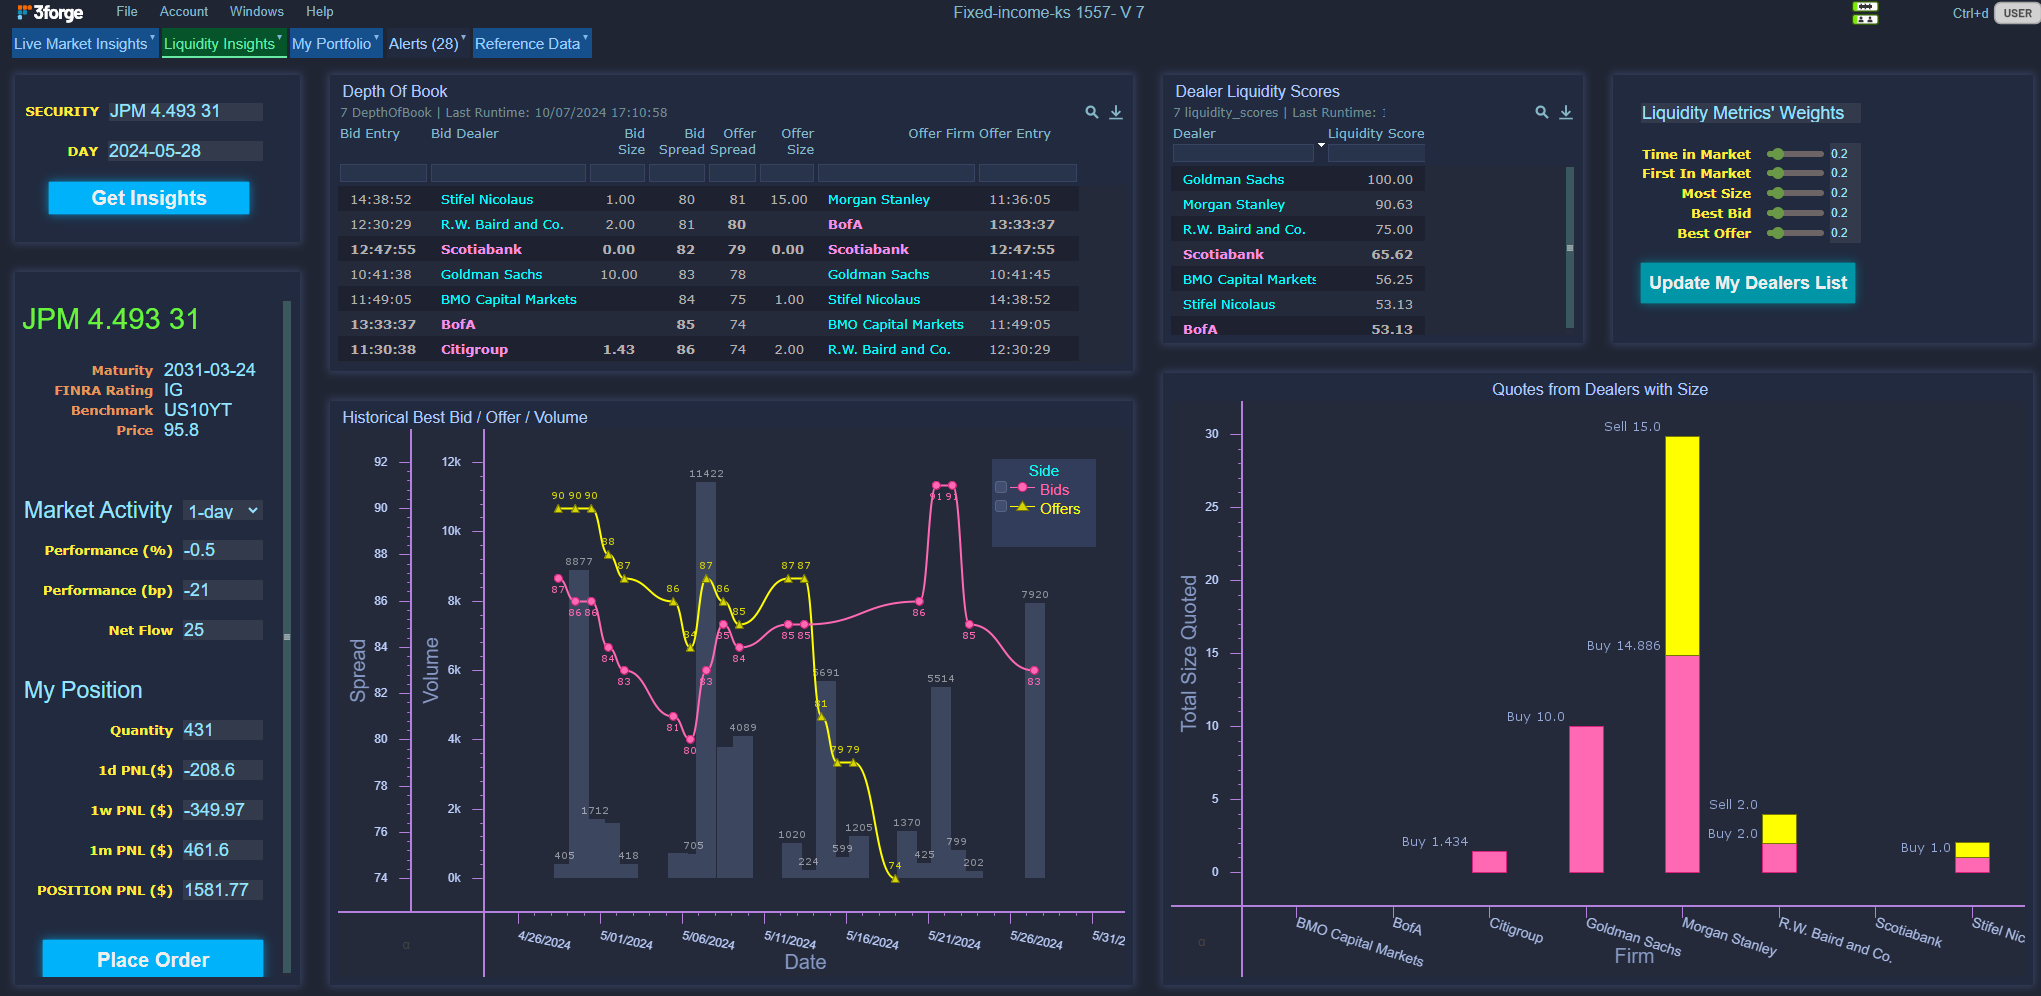 3forge File Account Windows Help
Fixed-income-ks 1557- V 7
Ctrl+d USER
Live Market Insights Liquidity Insights My Portfolio Alerts (28) Reference Data
SECURITY JPM 4.493 31
DAY 2024-05-28
Get Insights
JPM 4.493 31
Maturity 2031-03-24
FINRA Rating IG
Benchmark US10YT
Price 95.8
Market Activity 1-day
Performance (%) -0.5
Performance (bp) -21
Net Flow 25
My Position
Quantity 431
1d PNL($) -208.6
1w PNL ($) -349.97
1m PNL ($) 461.6
POSITION PNL ($) 1581.77
Place Order
Depth Of Book
7 DepthOfBook | Last Runtime: 10/07/2024 17:10:58
Bid Entry Bid Dealer Bid Size Bid Spread Offer Spread Offer Size Offer Firm Offer Entry
14:38:52 Stifel Nicolaus 1.00 80 81 15.00 Morgan Stanley 11:36:05
12:30:29 R.W. Baird and Co. 2.00 81 80 BofA 13:33:37
12:47:55 Scotiabank 0.00 82 79 0.00 Scotiabank 12:47:55
10:41:38 Goldman Sachs 10.00 83 78 Goldman Sachs 10:41:45
11:49:05 BMO Capital Markets 84 75 1.00 Stifel Nicolaus 14:38:52
13:33:37 BofA 85 74 BMO Capital Markets 11:49:05
11:30:38 Citigroup 1.43 86 74 2.00 R.W. Baird and Co. 12:30:29
Dealer Liquidity Scores
7 liquidity_scores | Last Runtime: 1
Dealer Liquidity Score
Goldman Sachs 100.00
Morgan Stanley 90.63
R.W. Baird and Co. 75.00
Scotiabank 65.62
BMO Capital Markets 56.25
Stifel Nicolaus 53.13
BofA 53.13
Liquidity Metrics' Weights
Time in Market 0.2
First In Market 0.2
Most Size 0.2
Best Bid 0.2
Best Offer 0.2
Update My Dealers List
Historical Best Bid / Offer / Volume
Side
Bids
Offers
Spread
92
90
88
86
84
82
80
78
76
74
Volume
12k
10k
8k
6k
4k
2k
0k
90 90 90 88 87 86 84 87 86 85 87 87 81 79 79 74
87 86 86 84 83 81 80 83 85 84 85 85 86 91 91 85 83
405 8877 1712 418 705 11422 4089 1020 224 5691 599 1205 1370 425 5514 799 202 7920
4/26/2024 5/01/2024 5/06/2024 5/11/2024 5/16/2024 5/21/2024 5/26/2024 5/31/2
Date
Quotes from Dealers with Size
Total Size Quoted
30
25
20
15
10
5
0
Sell 15.0
Buy 14.886
Buy 10.0
Sell 2.0
Buy 2.0
Buy 1.434
Buy 1.0
BMO Capital Markets BofA Citigroup Goldman Sachs Morgan Stanley R.W. Baird and Co. Scotiabank Stifel Nic
Firm